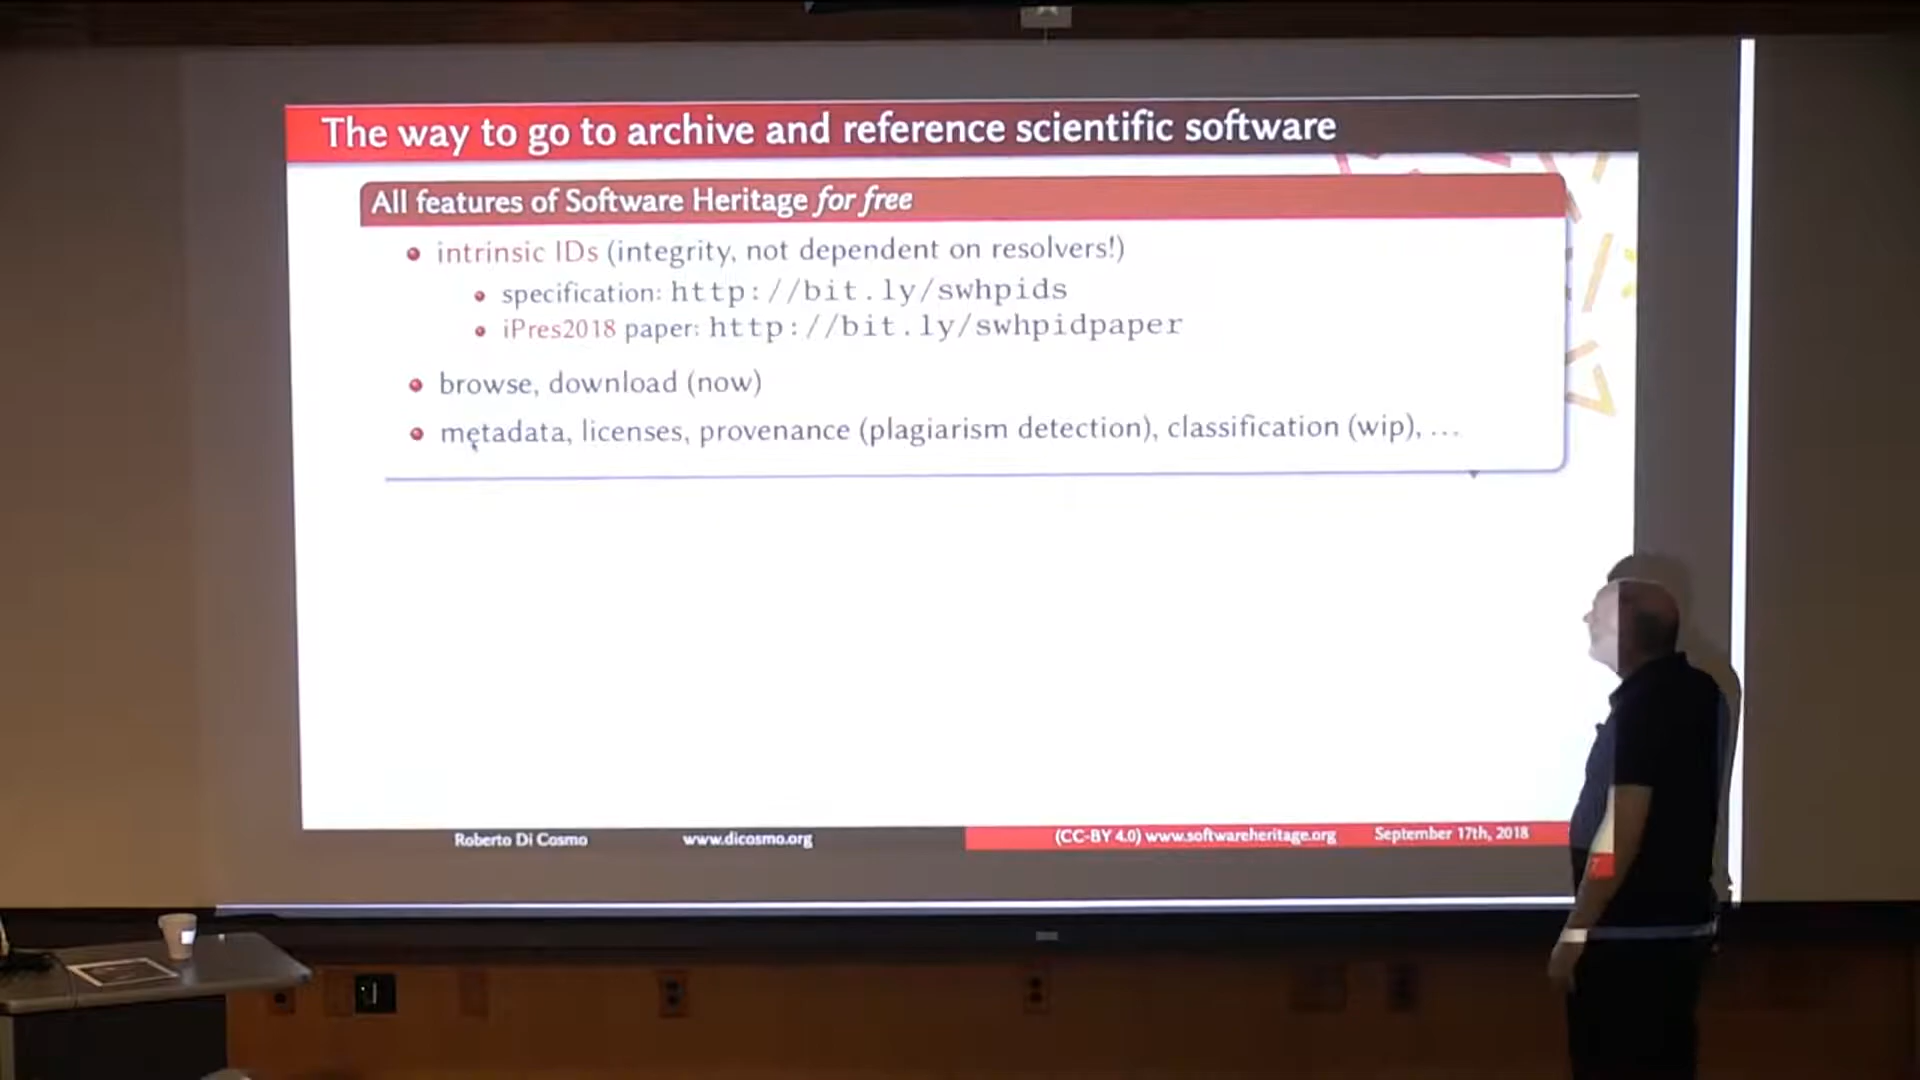 The way to go to archive and reference scientific software
All features of Software Heritage for free
intrinsic IDs (integrity, not dependent on resolvers!)
specification: http://bit.ly/swhpids
iPres2018 paper: http://bit.ly/swhpidpaper
browse, download (now)
metadata, licenses, provenance (plagiarism detection), classification (wip), ...
Roberto Di Cosmo www.dicosmo.org (CC-BY 4.0) www.softwareheritage.org September 17th, 2018